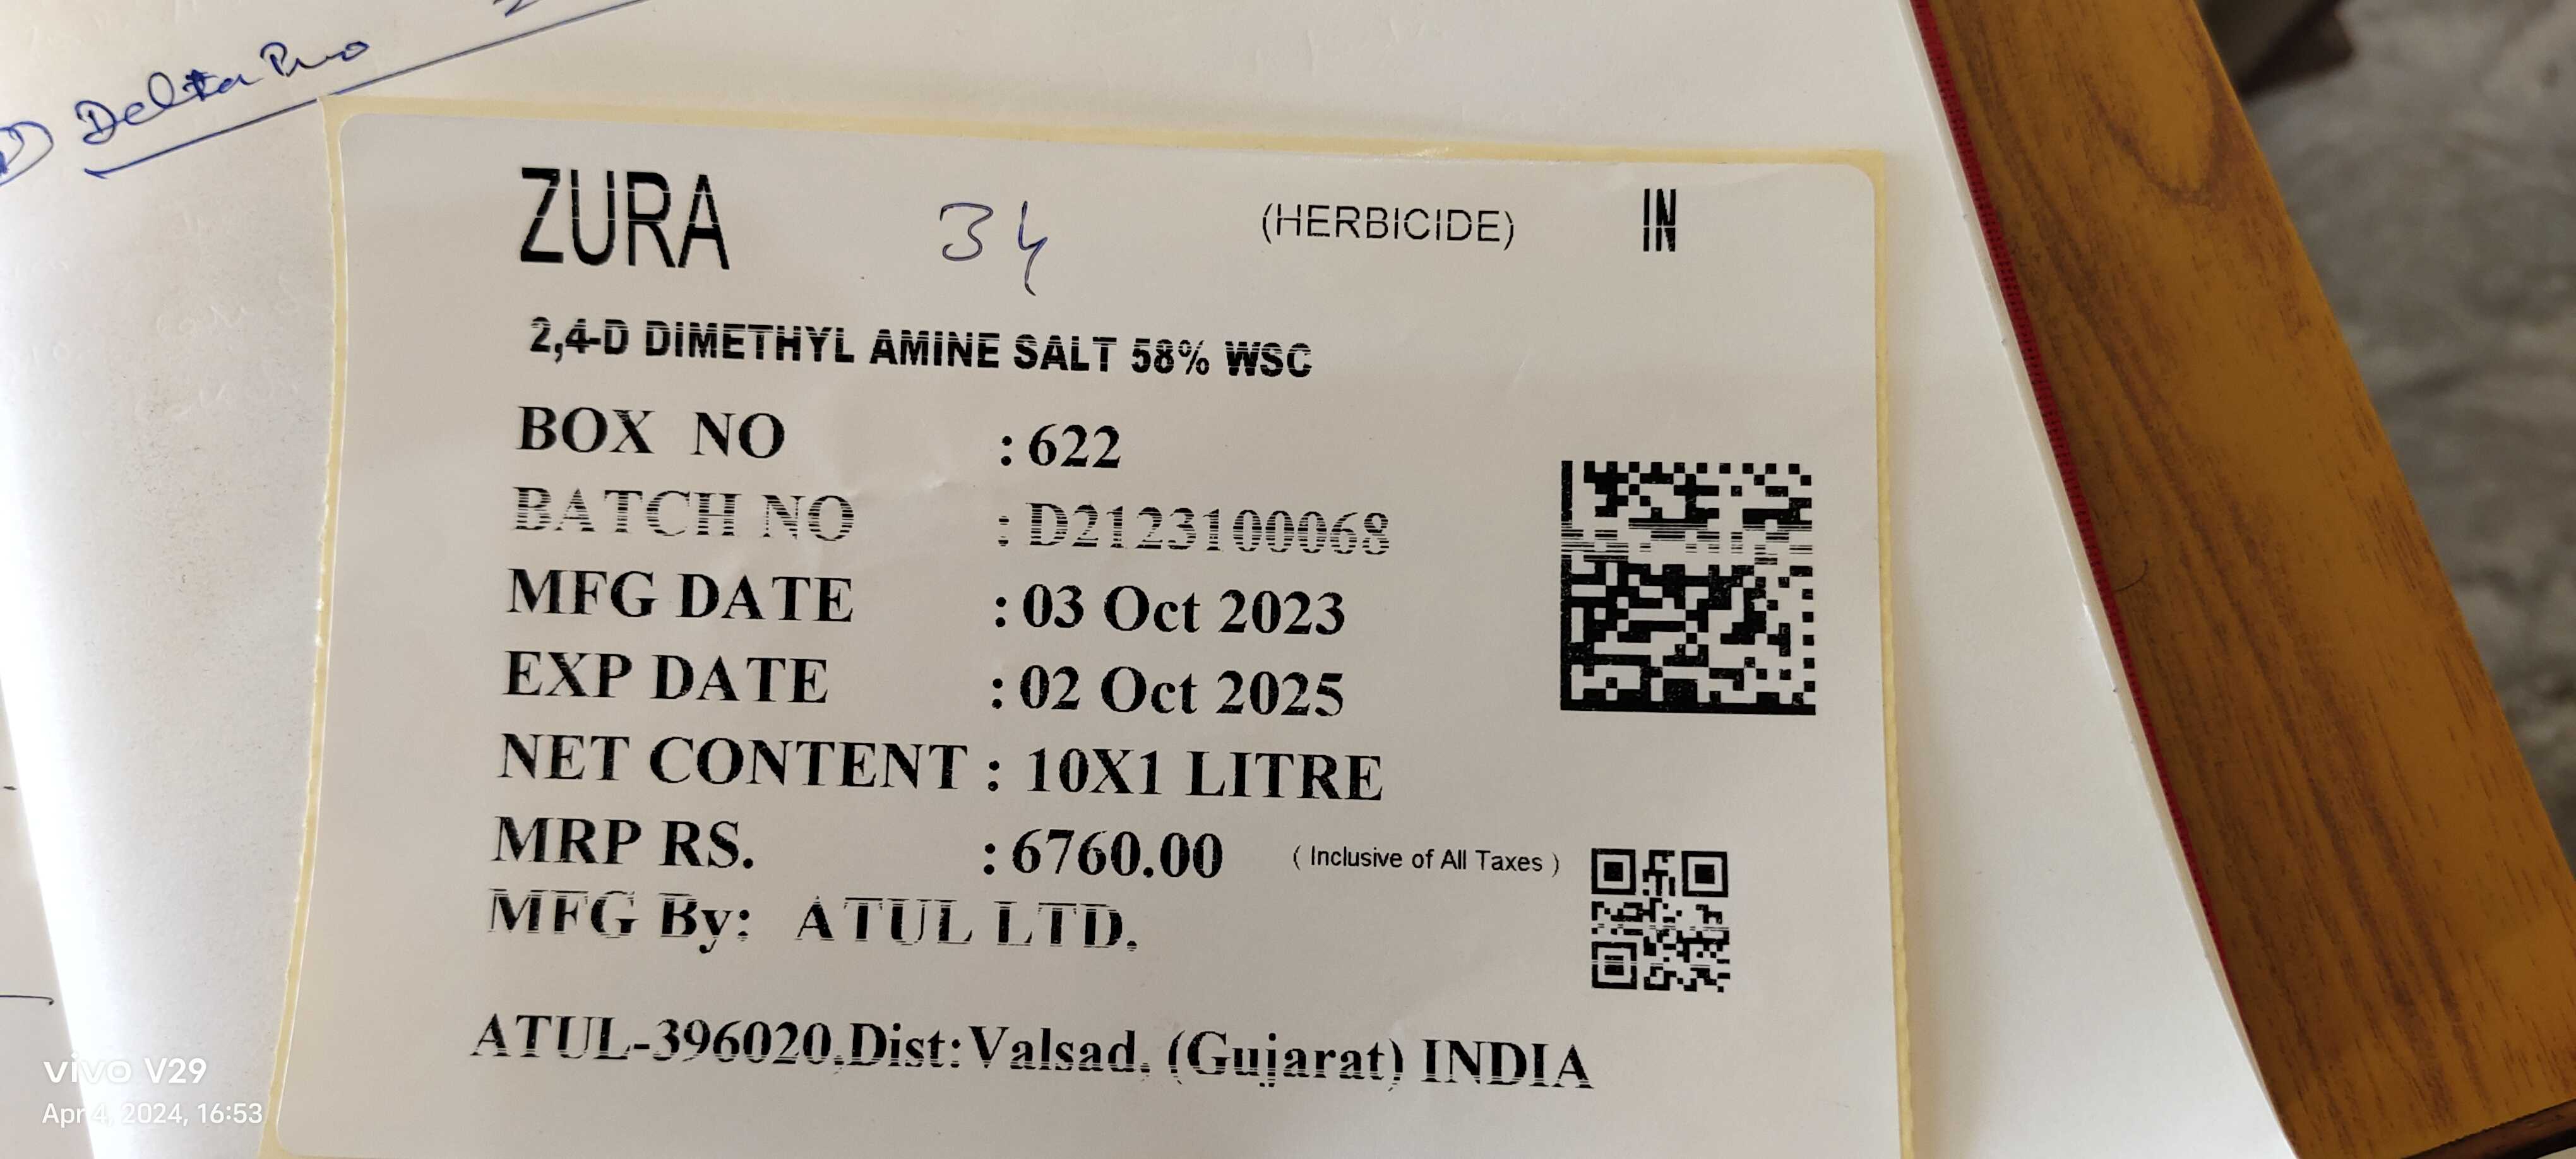 Delta Pro
ZURA 34 (HERBICIDE) IN
2,4-D DIMETHYL AMINE SALT 58% WSC
BOX NO : 622
BATCH NO : D2123100068
MFG DATE : 03 Oct 2023
EXP DATE : 02 Oct 2025
NET CONTENT : 10X1 LITRE
MRP RS. : 6760.00 ( Inclusive of All Taxes )
MFG By: ATUL LTD.
ATUL-396020,Dist:Valsad, (Gujarat) INDIA
vivo V29
Apr 4, 2024, 16:53